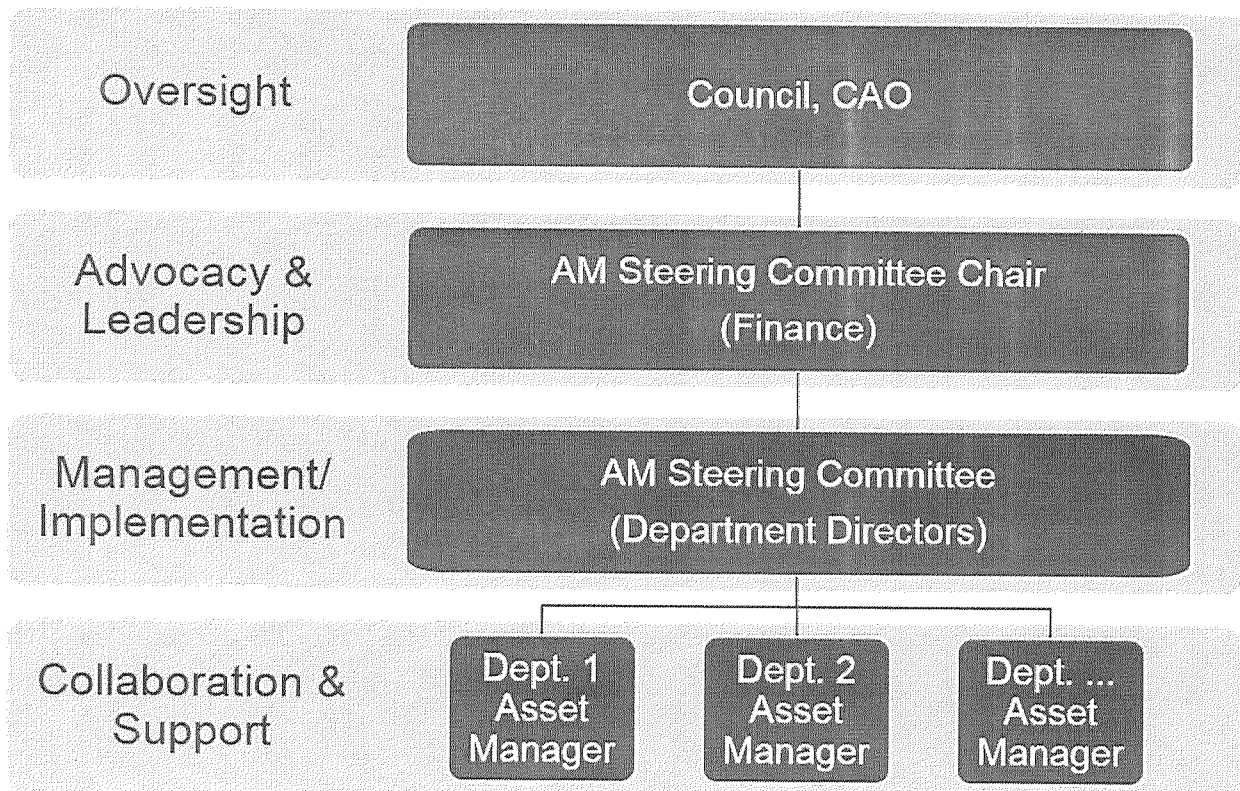 Oversight
Council, CAO
Advocacy &
Leadership
AM Steering Committee Chair
(Finance)
Management/
Implementation
AM Steering Committee
(Department Directors)
Collaboration &
Support
Dept. 1
Asset
Manager
Dept. 2
Asset
Manager
Dept. ...
Asset
Manager